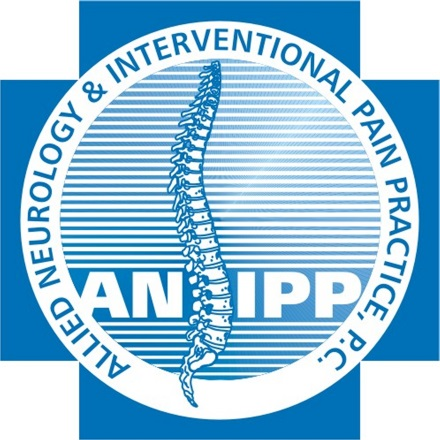 ALLIED NEUROLOGY & INTERVENTIONAL PAIN PRACTICE, P.C.
AN IPP